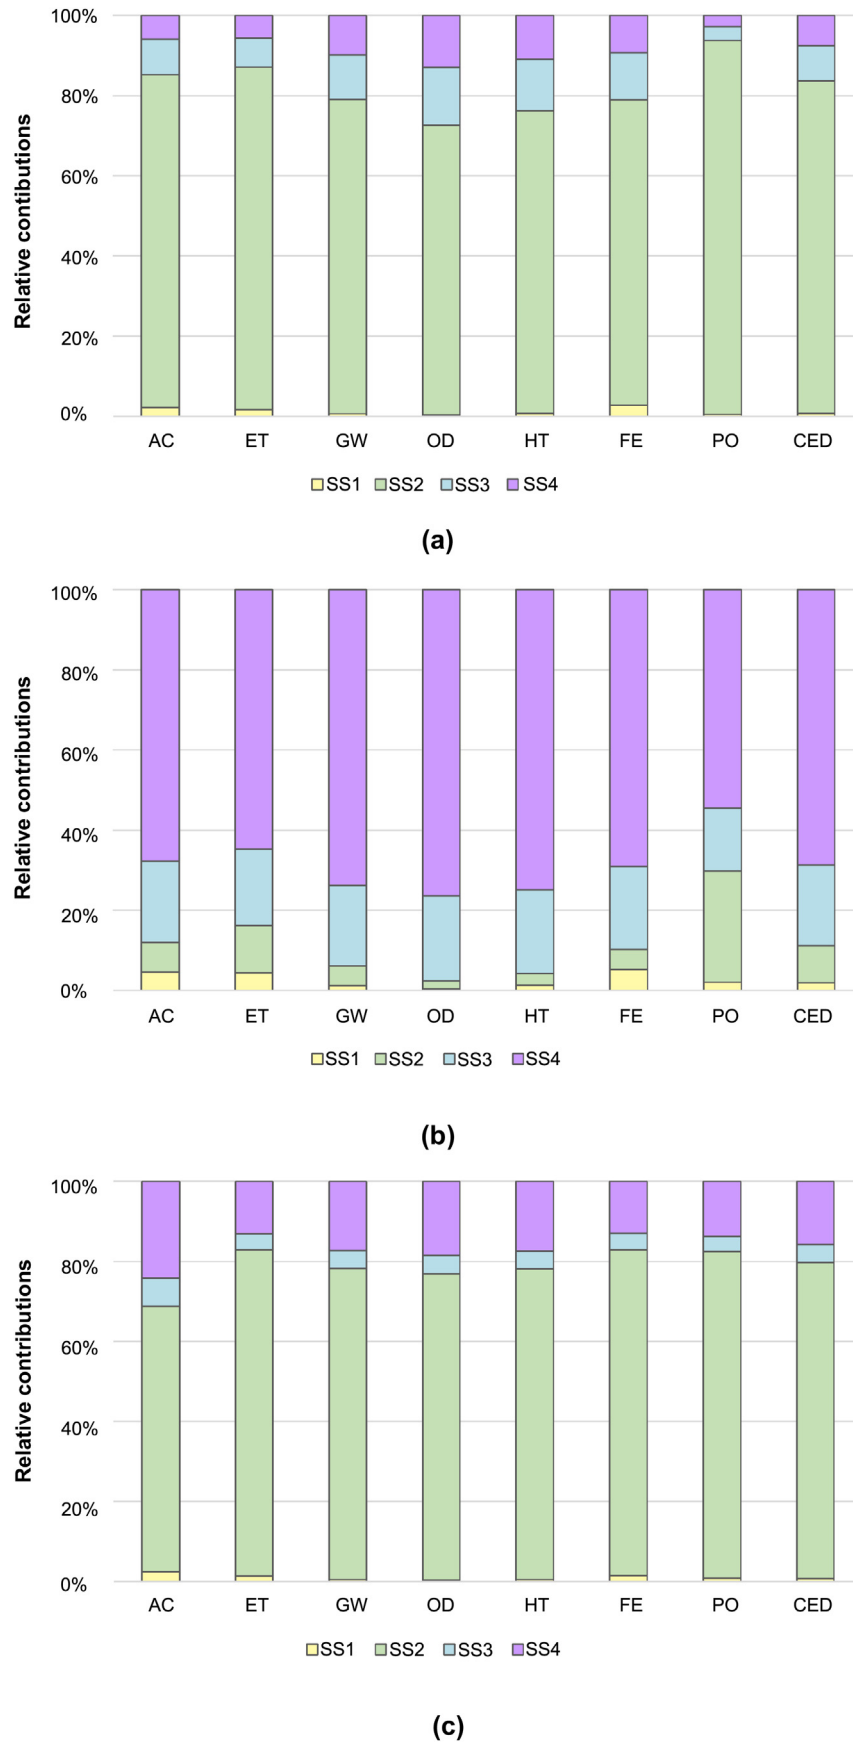 100%
80%
60%
40%
20%
0%
Relative contibutions
AC ET GW OD HT FE PO CED
SS1 SS2 SS3 SS4
(a)
100%
80%
60%
40%
20%
0%
Relative contributions
AC ET GW OD HT FE PO CED
SS1 SS2 SS3 SS4
(b)
100%
80%
60%
40%
20%
0%
Relative contributions
AC ET GW OD HT FE PO CED
SS1 SS2 SS3 SS4
(c)